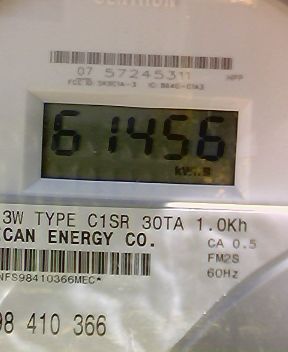 07 57245311 HPP
61456
3W TYPE C1SR 30TA 1.0Kh
CAN ENERGY CO. CA 0.5
FM2S
NFS98410366MEC* 60Hz
98 410 366